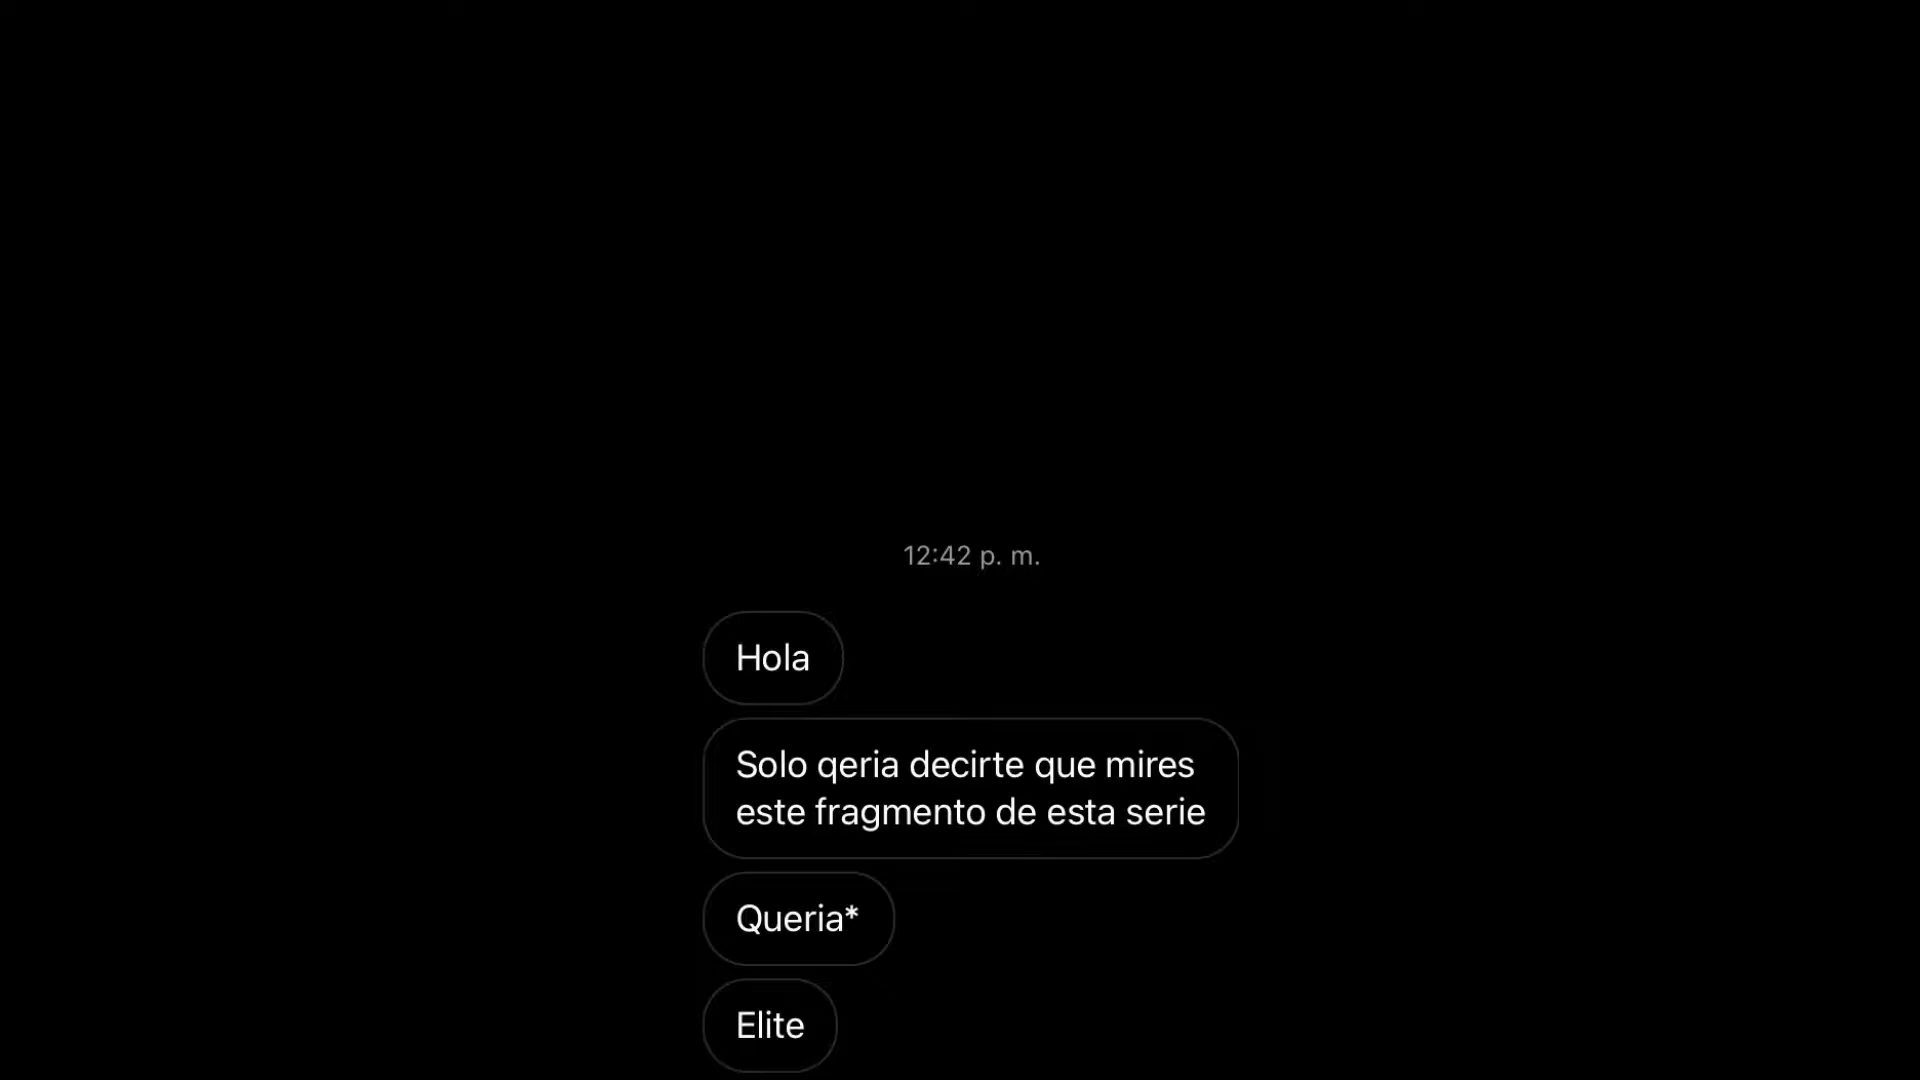 12:42 p. m.
Hola
Solo qeria decirte que mires
este fragmento de esta serie
Queria*
Elite